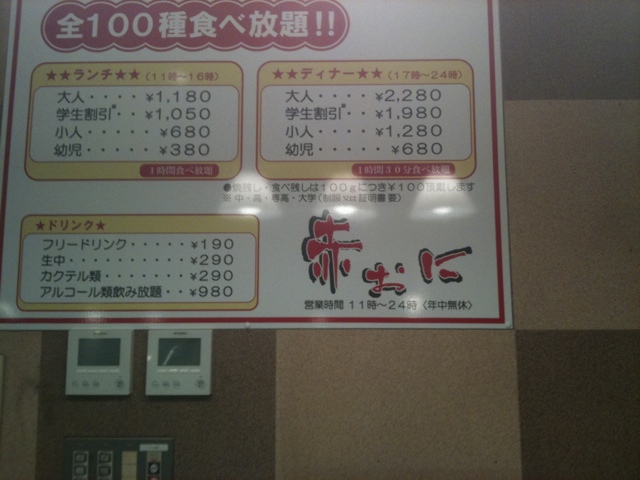 全100種食べ放題!!
★★ランチ★★(11時～16時)
大人・・・¥1,180
学生割引※・・¥1,050
小人・・・・¥680
幼児・・・・¥380
1時間食べ放題
★★ディナー★★(17時～24時)
大人・・・・¥2,280
学生割引※・・¥1,980
小人・・・・¥1,280
幼児・・・・・¥680
1時間30分食べ放題
●焼残し・食べ残しは100gにつき¥100頂戴します
※ 中・高・専高・大学(制服又は証明書要)
★ドリンク★
フリードリンク・・・・・¥190
生中・・・・・・・・・・¥290
カクテル類・・・・・・・¥290
アルコール類飲み放題・・¥980
赤おに
営業時間 11時～24時〈年中無休〉